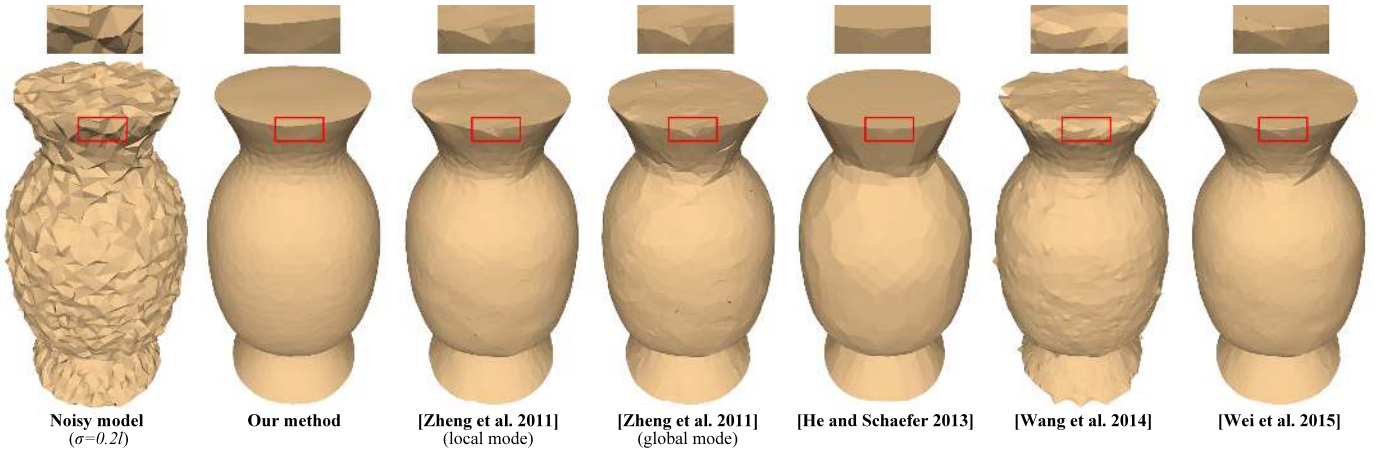 Noisy model
(σ=0.2l)
Our method
[Zheng et al. 2011]
(local mode)
[Zheng et al. 2011]
(global mode)
[He and Schaefer 2013]
[Wang et al. 2014]
[Wei et al. 2015]